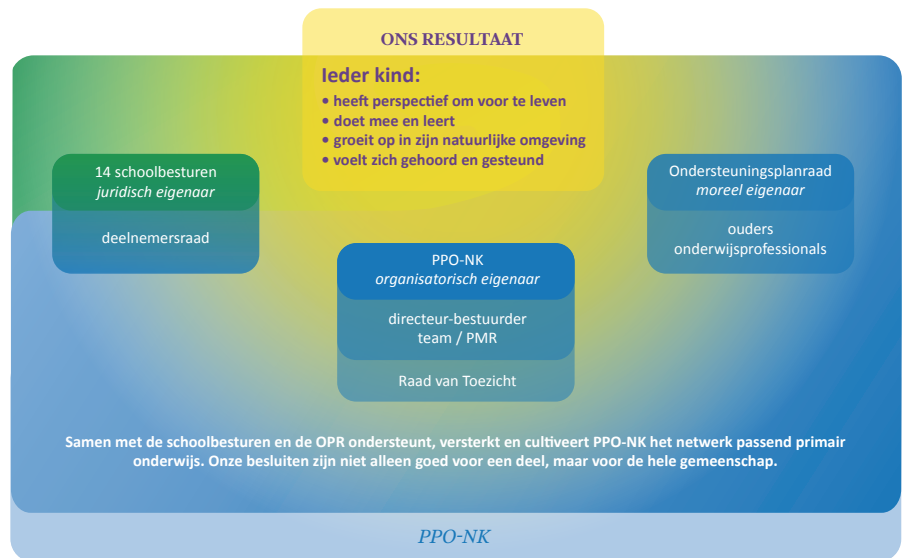 ONS RESULTAAT
Ieder kind:
• heeft perspectief om voor te leven
• doet mee en leert
• groeit op in zijn natuurlijke omgeving
• voelt zich gehoord en gesteund
14 schoolbesturen
juridisch eigenaar
deelnemersraad
PPO-NK
organisatorisch eigenaar
directeur-bestuurder
team / PMR
Raad van Toezicht
Ondersteuningsplanraad
moreel eigenaar
ouders
onderwijsprofessionals
Samen met de schoolbesturen en de OPR ondersteunt, versterkt en cultiveert PPO-NK het netwerk passend primair
onderwijs. Onze besluiten zijn niet alleen goed voor een deel, maar voor de hele gemeenschap.
PPO-NK